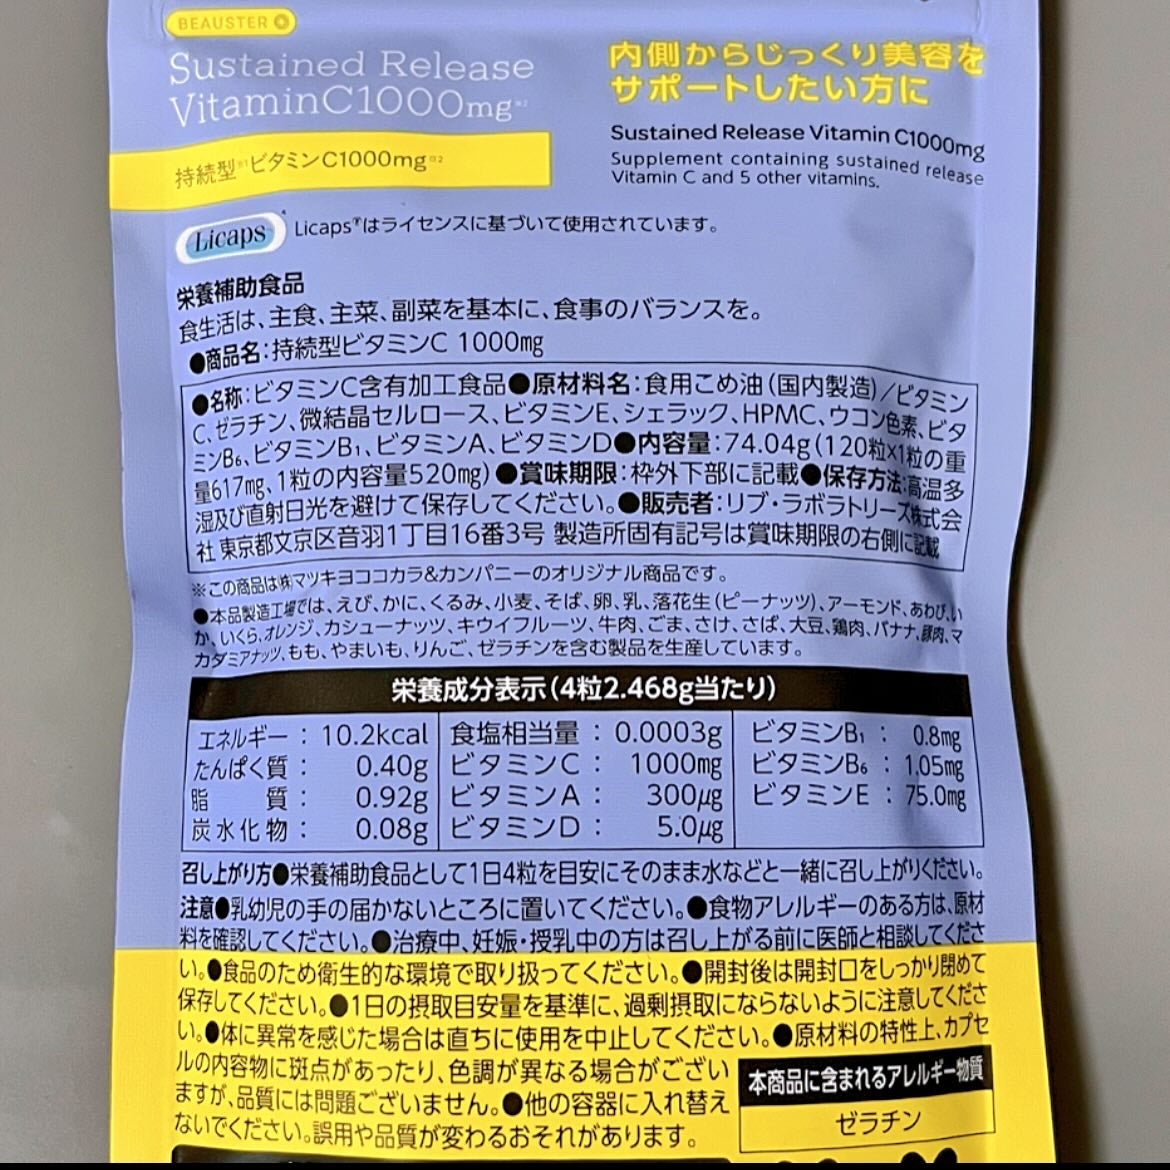 BEAUSTER
Sustained Release
VitaminC1000mg※2
持続型※1ビタミンC1000mg※2
内側からじっくり美容を
サポートしたい方に
Sustained Release Vitamin C1000mg
Supplement containing sustained release
Vitamin C and 5 other vitamins.
Licaps Licaps®はライセンスに基づいて使用されています。
栄養補助食品
食生活は、主食、主菜、副菜を基本に、食事のバランスを。
●商品名：持続型ビタミンC 1000㎎
●名称：ビタミンC含有加工食品●原材料名：食用こめ油（国内製造）／ビタミン
C、ゼラチン、微結晶セルロース、ビタミンE、シェラック、HPMC、ウコン色素、ビタ
ミンB₆、ビタミンB₁、ビタミンA、ビタミンD●内容量：74.04g（120粒×1粒の重
量617㎎、1粒の内容量520㎎）●賞味期限：枠外下部に記載●保存方法：高温多
湿及び直射日光を避けて保存してください。●販売者：リブ・ラボラトリーズ株式会
社 東京都文京区音羽1丁目16番3号 製造所固有記号は賞味期限の右側に記載
※この商品は㈱マツキヨココカラ&カンパニーのオリジナル商品です。
●本品製造工場では、えび、かに、くるみ、小麦、そば、卵、乳、落花生（ピーナッツ）、アーモンド、あわび、い
か、いくら、オレンジ、カシューナッツ、キウイフルーツ、牛肉、ごま、さけ、さば、大豆、鶏肉、バナナ、豚肉、マ
カダミアナッツ、もも、やまいも、りんご、ゼラチンを含む製品を生産しています。
栄養成分表示（4粒2.468g当たり）
エネルギー：10.2kcal 食塩相当量：0.0003g ビタミンB₁：0.8㎎
たんぱく質：0.40g ビタミンC：1000㎎ ビタミンB₆：1.05㎎
脂質：0.92g ビタミンA：300μg ビタミンE：75.0㎎
炭水化物：0.08g ビタミンD：5.0μg
召し上がり方●栄養補助食品として1日4粒を目安にそのまま水などと一緒に召し上がりください。
注意●乳幼児の手の届かないところに置いてください。●食物アレルギーのある方は、原材
料を確認してください。●治療中、妊娠・授乳中の方は召し上がる前に医師と相談してくださ
い。●食品のため衛生的な環境で取り扱ってください。●開封後は開封口をしっかり閉めて
保存してください。●1日の摂取目安量を基準に、過剰摂取にならないように注意してくださ
い。●体に異常を感じた場合は直ちに使用を中止してください。●原材料の特性上、カプセ
ルの内容物に斑点があったり、色調が異なる場合がござい
ますが、品質には問題ございません。●他の容器に入れ替え
ないでください。誤用や品質が変わるおそれがあります。
本商品に含まれるアレルギー物質
ゼラチン